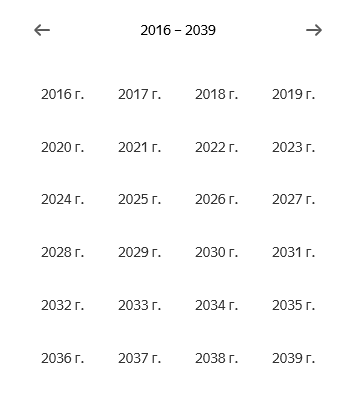 2016 – 2039
2016 г. 2017 г. 2018 г. 2019 г.
2020 г. 2021 г. 2022 г. 2023 г.
2024 г. 2025 г. 2026 г. 2027 г.
2028 г. 2029 г. 2030 г. 2031 г.
2032 г. 2033 г. 2034 г. 2035 г.
2036 г. 2037 г. 2038 г. 2039 г.